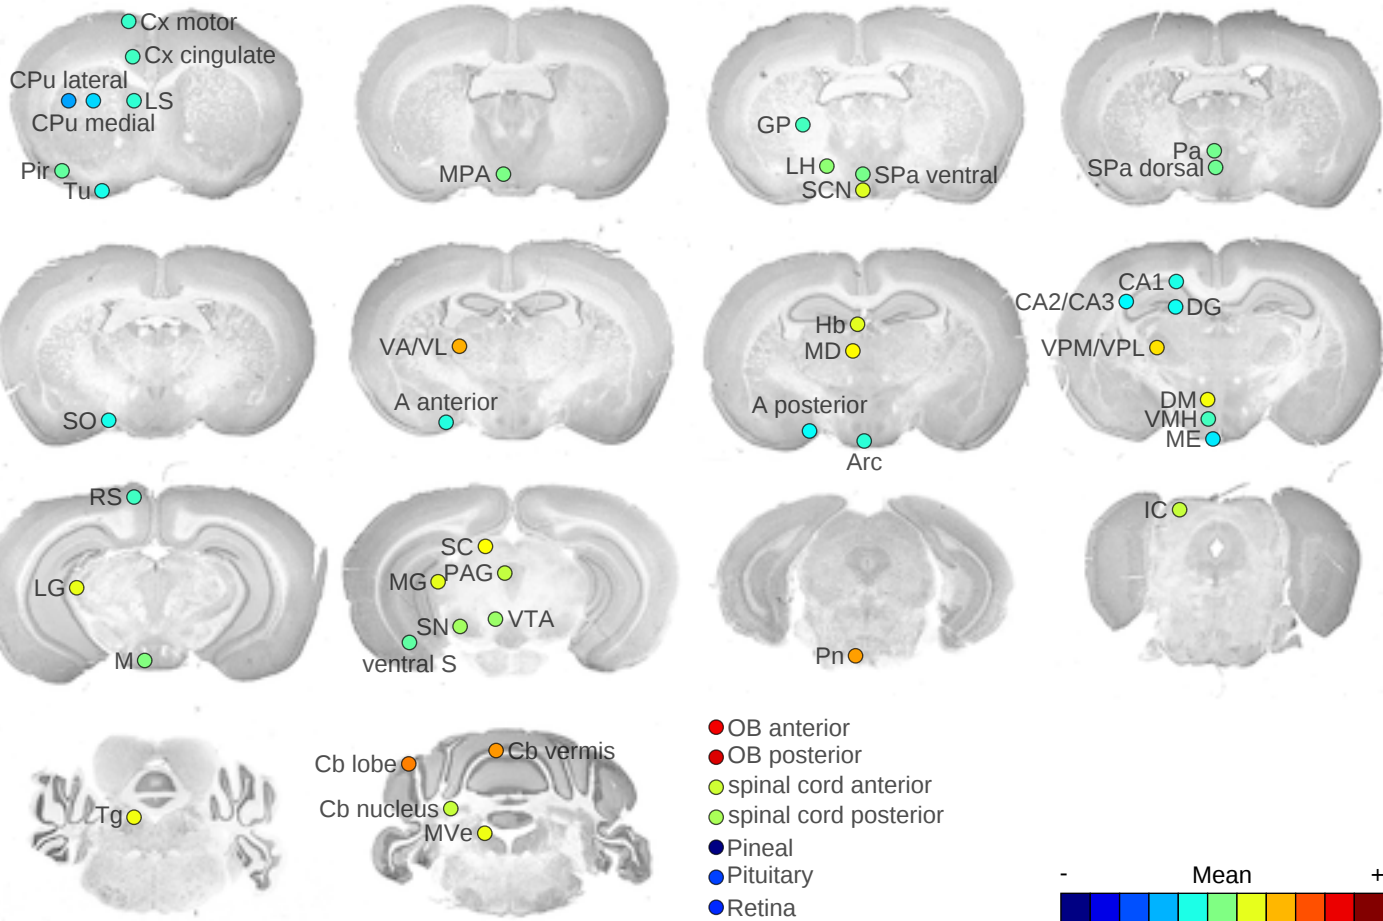 Cx motor
Cx cingulate
CPu lateral
LS
CPu medial
Pir
Tu
MPA
GP
LH
SPa ventral
SCN
Pa
SPa dorsal
SO
VA/VL
A anterior
Hb
MD
A posterior
Arc
CA1
CA2/CA3
DG
VPM/VPL
DM
VMH
ME
RS
LG
M
SC
MG
PAG
SN
VTA
ventral S
Pn
IC
Tg
Cb lobe
Cb vermis
Cb nucleus
MVe
OB anterior
OB posterior
spinal cord anterior
spinal cord posterior
Pineal
Pituitary
Retina
- Mean +